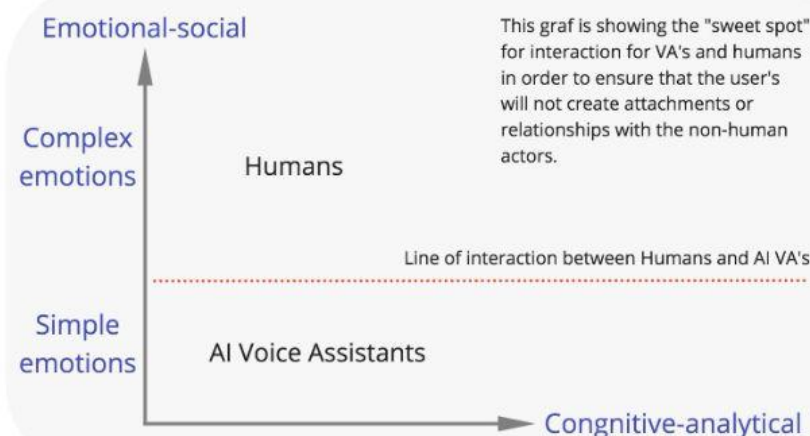 Emotional-social
This graf is showing the "sweet spot"
for interaction for VA's and humans
in order to ensure that the user's
will not create attachments or
relationships with the non-human
actors.
Complex
emotions
Humans
Line of interaction between Humans and AI VA's
Simple
emotions
AI Voice Assistants
Congnitive-analytical